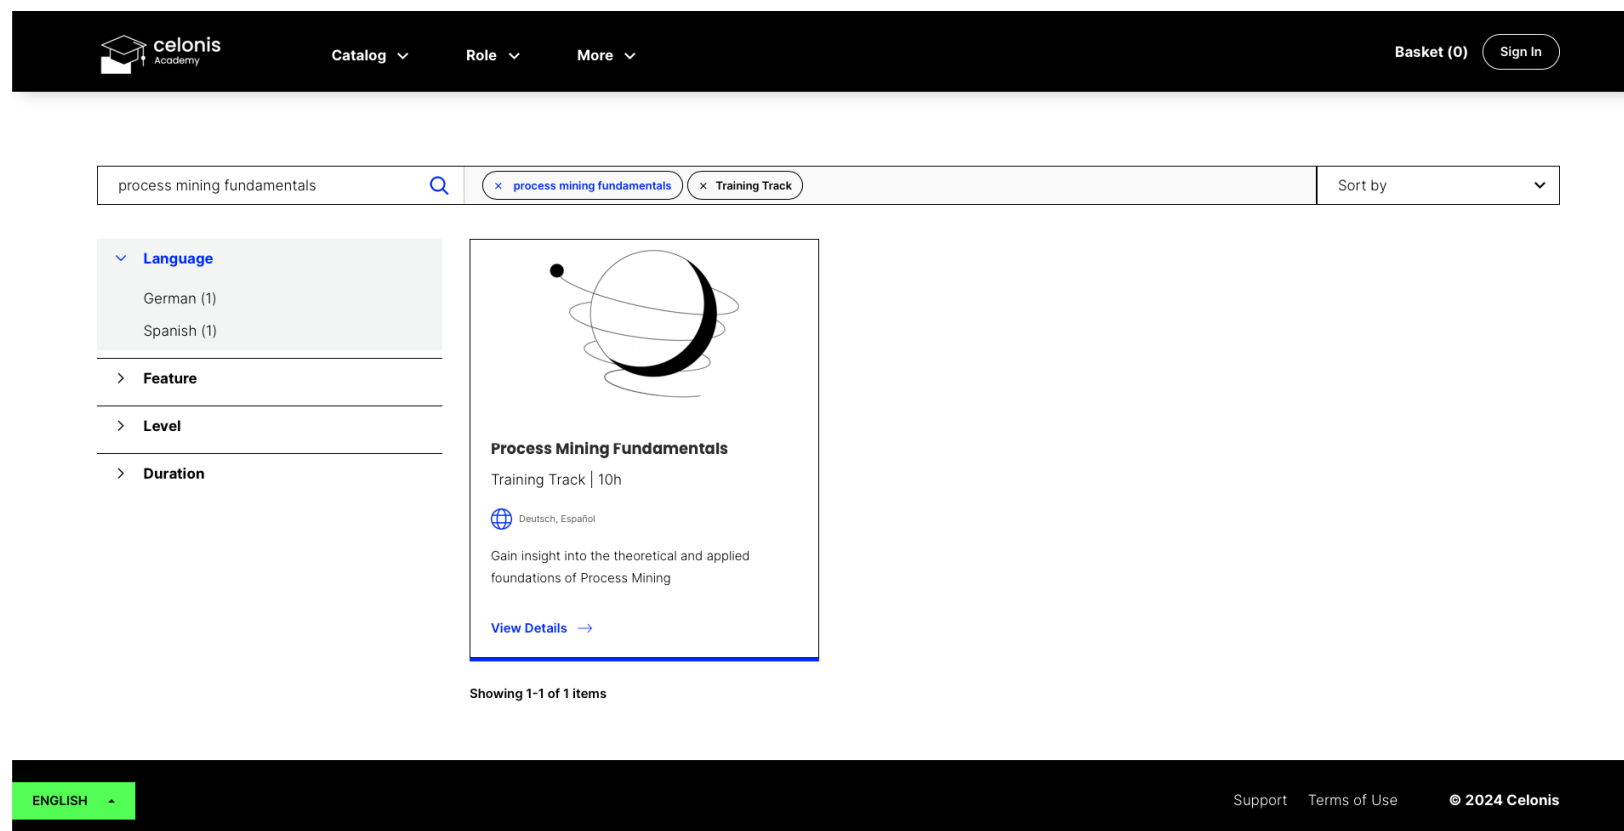 celonis
Academy
Catalog
Role
More
Basket (0)
Sign In
process mining fundamentals
× process mining fundamentals
× Training Track
Sort by
Language
German (1)
Spanish (1)
Feature
Level
Duration
Process Mining Fundamentals
Training Track | 10h
Deutsch, Español
Gain insight into the theoretical and applied
foundations of Process Mining
View Details →
Showing 1-1 of 1 items
ENGLISH
Support
Terms of Use
© 2024 Celonis